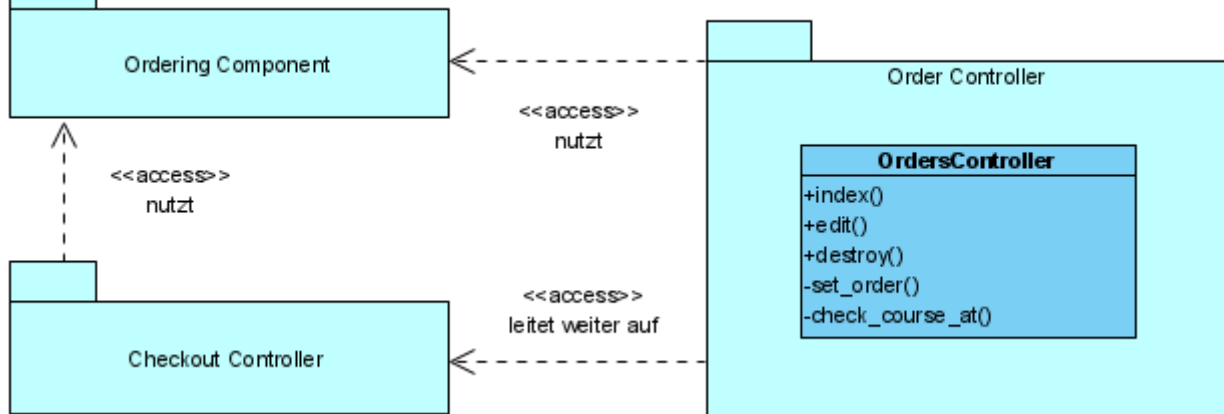 Ordering Component
Order Controller
<<access>>
nutzt
OrdersController
<<access>>
nutzt
+index()
+edit()
+destroy()
-set_order()
-check_course_at()
<<access>>
leitet weiter auf
Checkout Controller